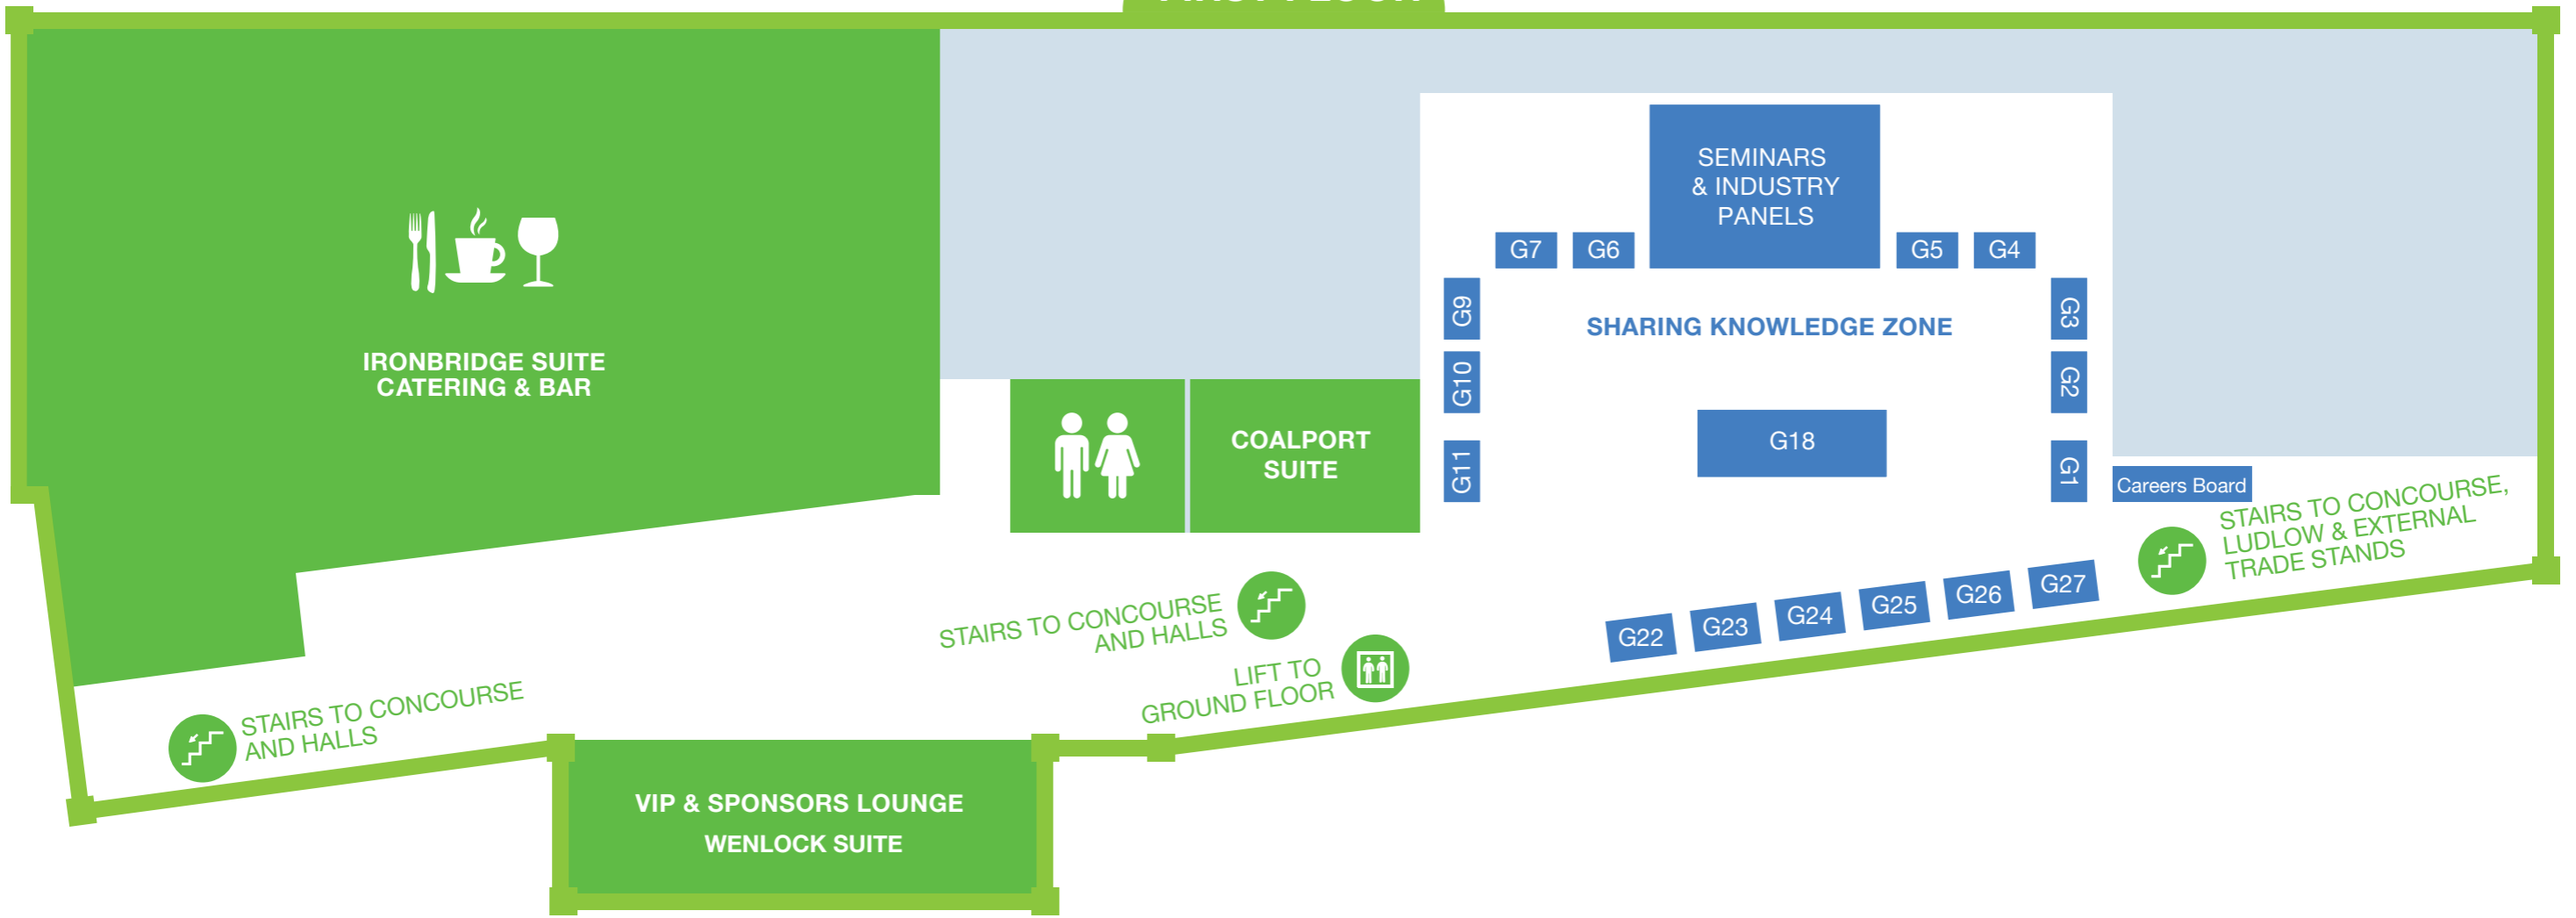 FIRST FLOOR
SEMINARS
& INDUSTRY
PANELS
G7
G6
G5
G4
G9
G3
SHARING KNOWLEDGE ZONE
IRONBRIDGE SUITE
CATERING & BAR
G10
G2
COALPORT
SUITE
G18
G11
G1
Careers Board
STAIRS TO CONCOURSE,
LUDLOW & EXTERNAL
TRADE STANDS
STAIRS TO CONCOURSE
AND HALLS
G22
G23
G24
G25
G26
G27
LIFT TO
GROUND FLOOR
STAIRS TO CONCOURSE
AND HALLS
VIP & SPONSORS LOUNGE
WENLOCK SUITE